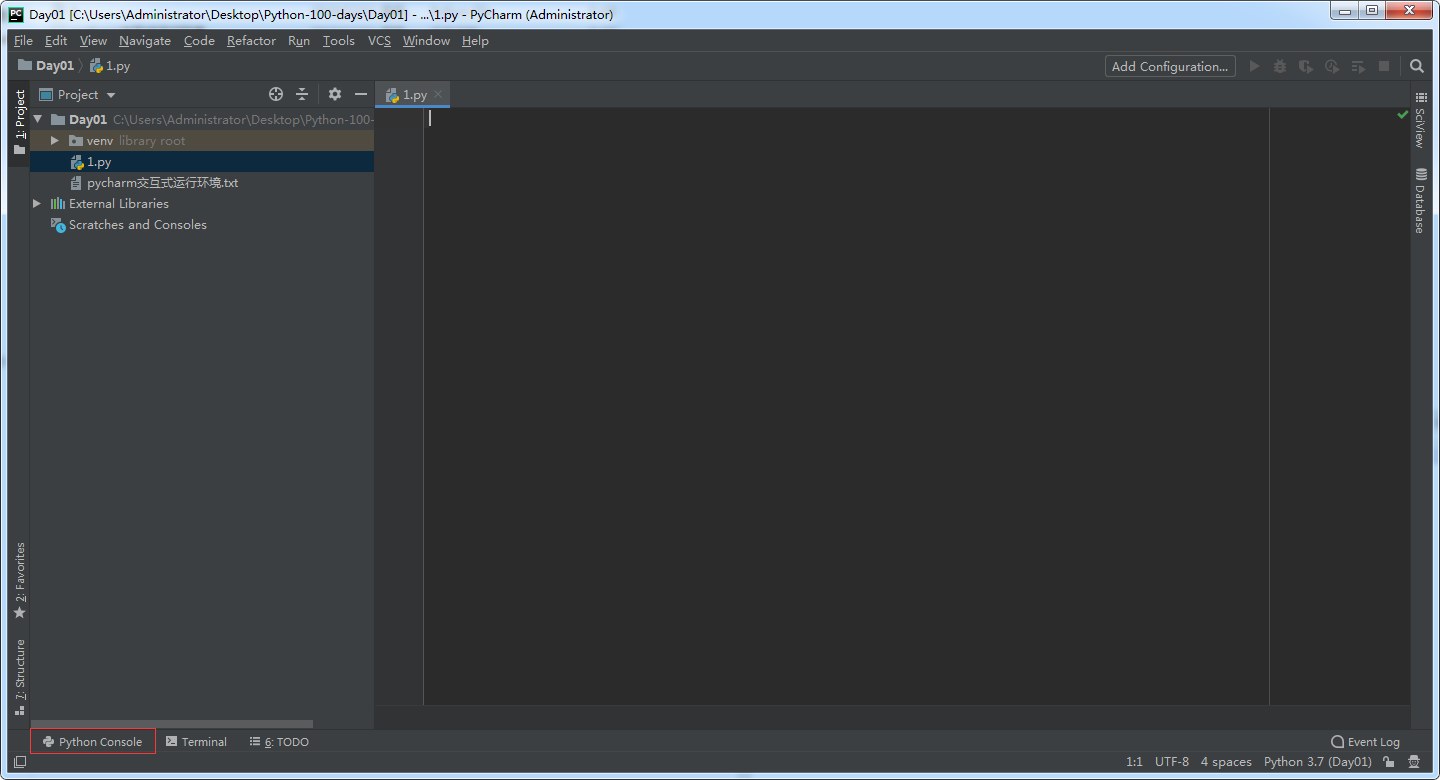 Day01 [C:\Users\Administrator\Desktop\Python-100-days\Day01] - ...\1.py - PyCharm (Administrator)
File Edit View Navigate Code Refactor Run Tools VCS Window Help
Day01 1.py Add Configuration...
1: Project
Project
1.py
Day01 C:\Users\Administrator\Desktop\Python-100-
venv library root
1.py
pycharm交互式运行环境.txt
External Libraries
Scratches and Consoles
SciView
Database
2: Favorites
7: Structure
Python Console Terminal 6: TODO Event Log
1:1 UTF-8 4 spaces Python 3.7 (Day01)